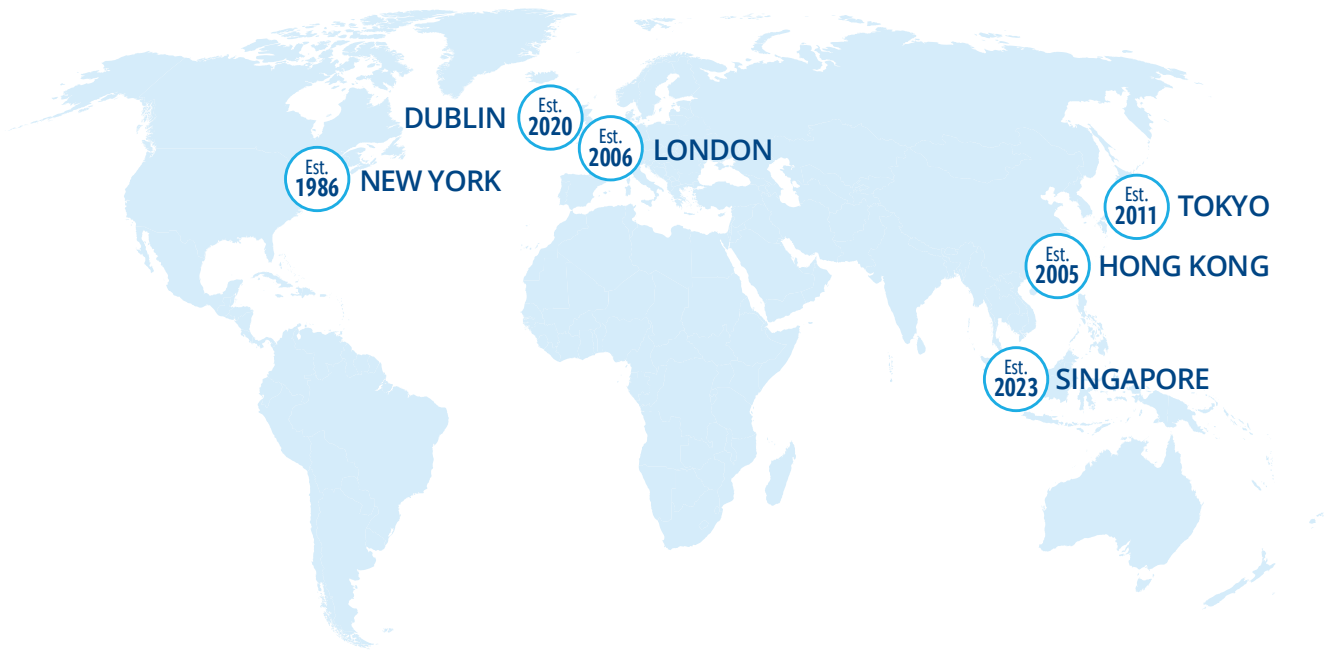 Est.
2020
DUBLIN
Est.
2006
LONDON
Est.
1986
NEW YORK
Est.
2011
TOKYO
Est.
2005
HONG KONG
Est.
2023
SINGAPORE